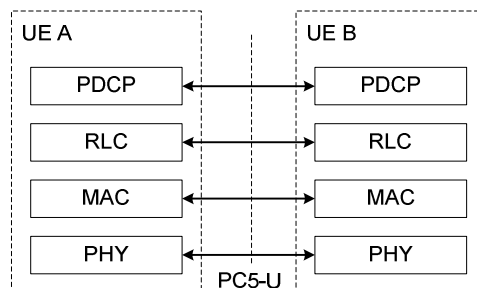 UE A UE B
PDCP PDCP
RLC RLC
MAC MAC
PHY PHY
PC5-U